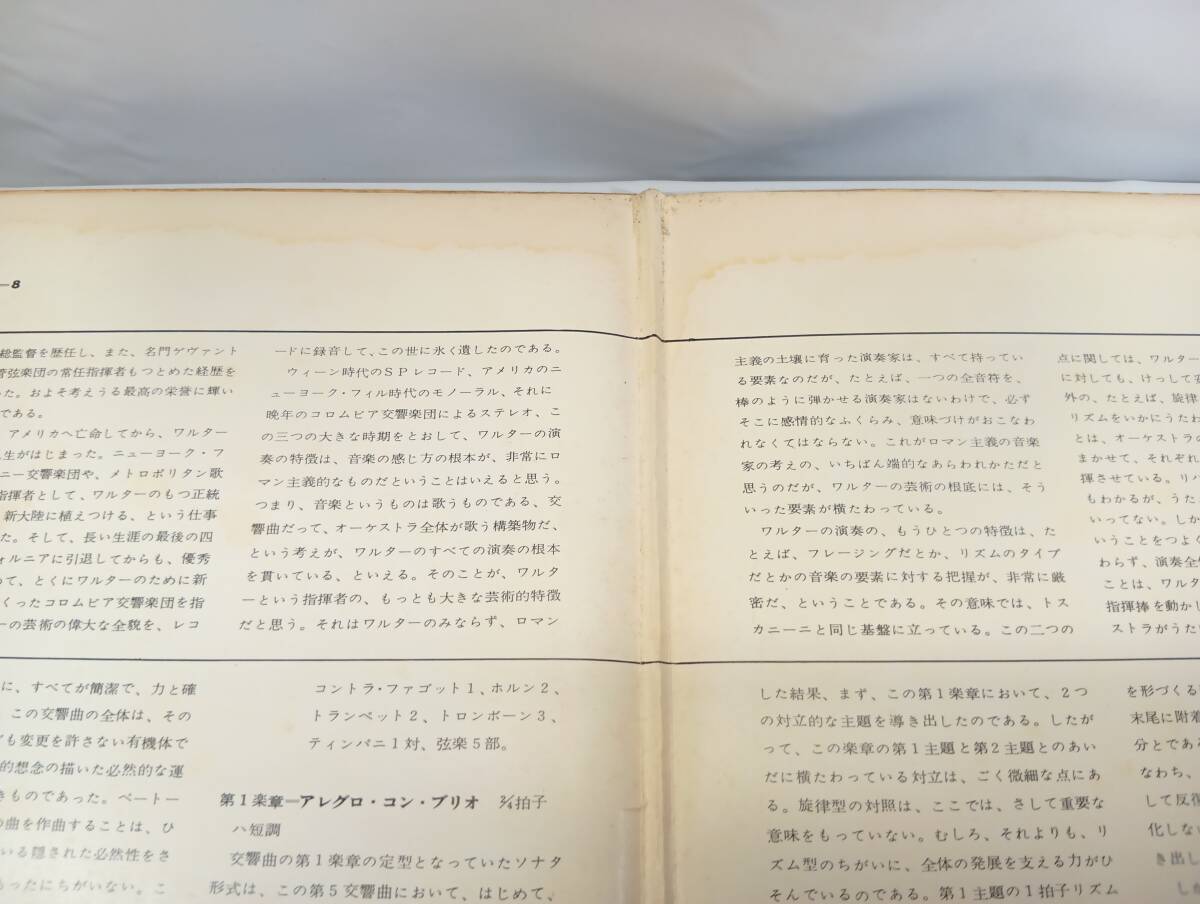 —8
総監督を歴任し、また、名門ゲヴァント
管弦楽団の常任指揮者もつとめた経歴を
った。およそ考えうる最高の栄誉に輝い
である。
アメリカへ亡命してから、ワルター
生がはじまった。ニューヨーク・フ
ニー交響楽団や、メトロポリタン歌
指揮者として、ワルターのもつ正統
新大陸に植えつける、という仕事
た。そして、長い生涯の最後の四
ォルニアに引退してからも、優秀
めて、とくにワルターのために新
くったコロムビア交響楽団を指
ーの芸術の偉大な全貌を、レコ
ードに録音して、この世に永く遺したのである。
ウィーン時代のＳＰレコード、アメリカのニ
ューヨーク・フィル時代のモノーラル、それに
晩年のコロムビア交響楽団によるステレオ、こ
の三つの大きな時期をとおして、ワルターの演
奏の特徴は、音楽の感じ方の根本が、非常にロ
マン主義的なものだということはいえると思う。
つまり、音楽というものは歌うものである、交
響曲だって、オーケストラ全体が歌う構築物だ、
という考えが、ワルターのすべての演奏の根本
を貫いている、といえる。そのことが、ワルタ
ーという指揮者の、もっとも大きな芸術的特徴
だと思う。それはワルターのみならず、ロマン
主義の土壌に育った演奏家は、すべて持ってい
る要素なのだが、たとえば、一つの全音符を、
棒のように弾かせる演奏家はないわけで、必ず
そこに感情的なふくらみ、意味づけがおこなわ
れなくてはならない。これがロマン主義の音楽
家の考えの、いちばん端的なあらわれかただと
思うのだが、ワルターの芸術の根底には、そう
いった要素が横たわっている。
ワルターの演奏の、もうひとつの特徴は、た
とえば、フレージングだとか、リズムのタイプ
だとかの音楽の要素に対する把握が、非常に厳
密だ、ということである。その意味では、トス
カニーニと同じ基盤に立っている。この二つの
点に関しては、ワルター
に対しても、けっして
外の、たとえば、旋律
リズムをいかにうたわ
とは、オーケストラの
まかせて、それぞれ
揮させている。リハ
もわかるが、うた
いってない。しか
いうことをつよく
わらず、演奏全
ことは、ワル
指揮棒を動か
ストラがうた
に、すべてが簡潔で、力と確
この交響曲の全体は、その
も変更を許さない有機体で
的想念の描いた必然的な運
きものであった。ベートー
曲を作曲することは、ひ
いる隠された必然性をさ
ったにちがいない。こ
コントラ・ファゴット１、ホルン２、
トランペット２、トロンボーン３、
ティンパニ１対、弦楽５部。
第１楽章＝アレグロ・コン・ブリオ ²⁄₄拍子
ハ短調
交響曲の第１楽章の定型となっていたソナタ
形式は、この第５交響曲において、はじめて、
した結果、まず、この第１楽章において、２つ
の対立的な主題を導き出したのである。したが
って、この楽章の第１主題と第２主題とのあい
だに横たわっている対立は、ごく微細な点にあ
る。旋律型の対照は、ここでは、さして重要な
意味をもっていない。むしろ、それよりも、リ
ズム型のちがいに、全体の発展を支える力がひ
そんでいるのである。第１主題の１拍子リズム
を形づくる
末尾に附着
分とであ
なわち、
して反復
化しない
き出し